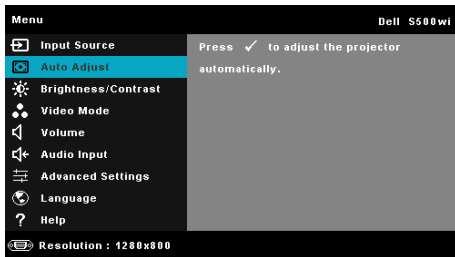 Menu
Dell S500wi
Input Source
Auto Adjust
Brightness/Contrast
Video Mode
Volume
Audio Input
Advanced Settings
Language
? Help
Press ✓ to adjust the projector
automatically.
Resolution : 1280x800